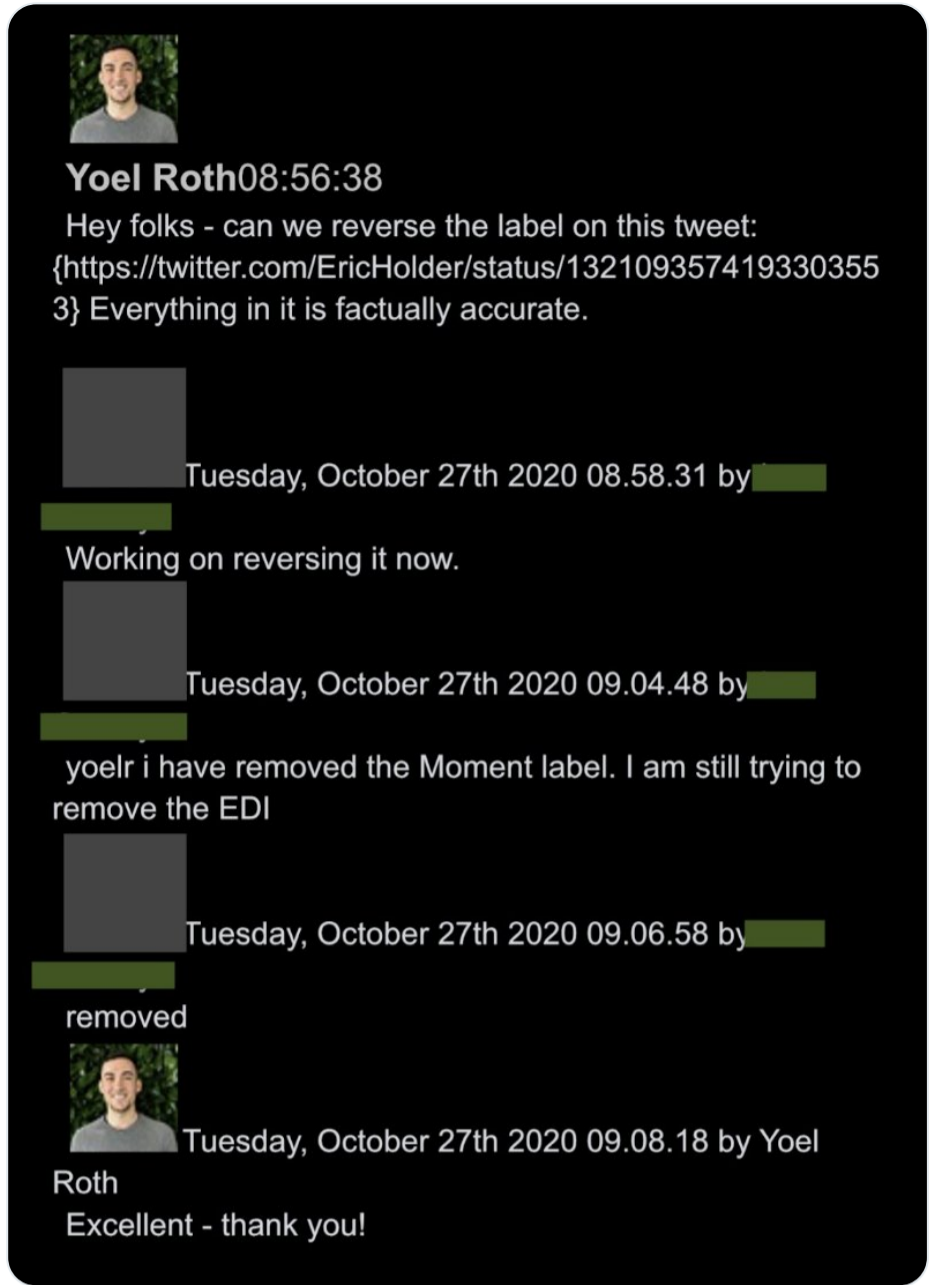 Yoel Roth08:56:38
Hey folks - can we reverse the label on this tweet:
{https://twitter.com/EricHolder/status/132109357419330355
3} Everything in it is factually accurate.
Tuesday, October 27th 2020 08.58.31 by
Working on reversing it now.
Tuesday, October 27th 2020 09.04.48 by
yoelr i have removed the Moment label. I am still trying to
remove the EDI
Tuesday, October 27th 2020 09.06.58 by
removed
Tuesday, October 27th 2020 09.08.18 by Yoel
Roth
Excellent - thank you!